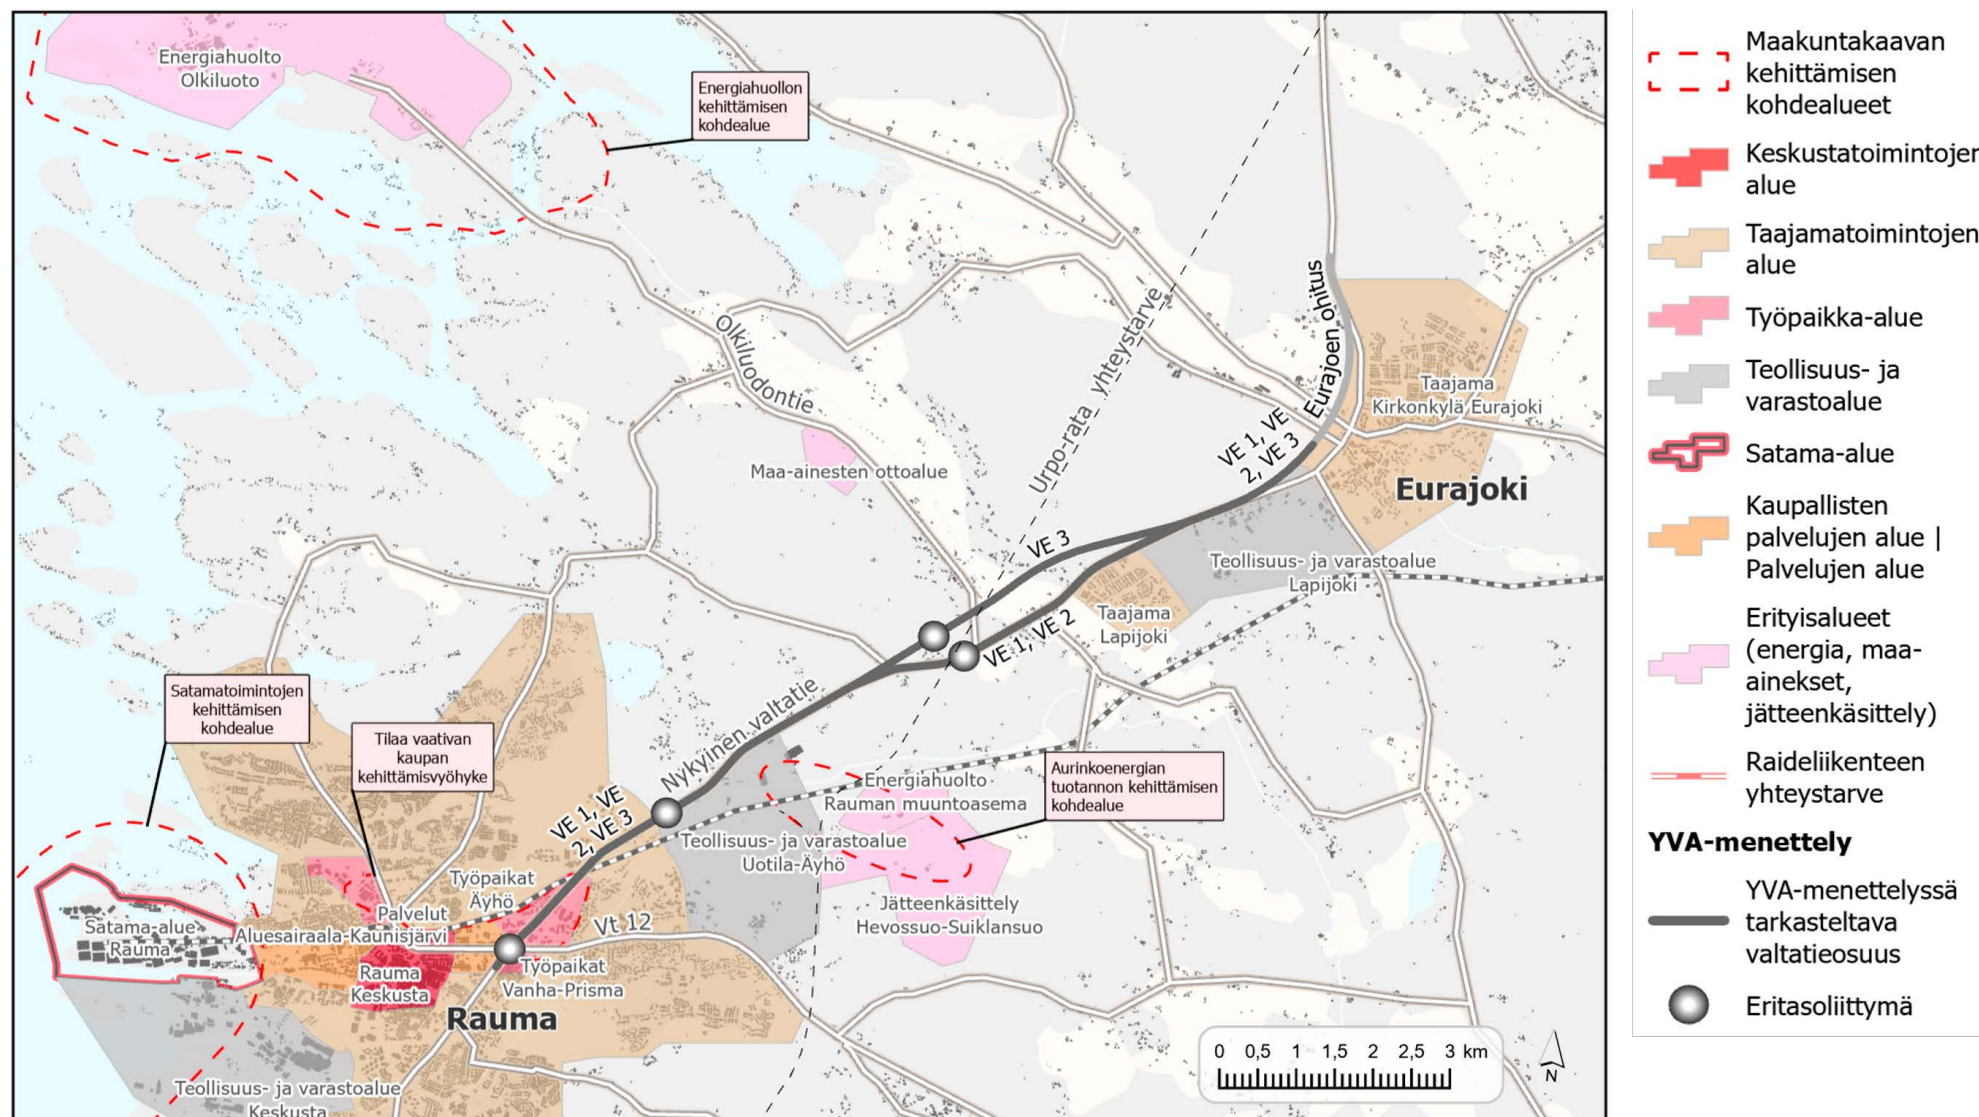 Energiahuolto
Olkiluoto
Energiahuollon
kehittämisen
kohdealue
Olkiluodontie
Urpo-rata yhteystarve
Eurajoen ohitus
Taajama
Kirkonkylä Eurajoki
VE 1, VE
2, VE 3
Maa-ainesten ottoalue
Eurajoki
VE 3
Teollisuus- ja varastoalue
Lapijoki
Taajama
Lapijoki
VE 1, VE 2
Nykyinen valtatie
Satamatoimintojen
kehittämisen
kohdealue
Tilaa vaativan
kaupan
kehittämisvyöhyke
Energiahuolto
Rauman muuntoasema
Aurinkoenergian
tuotannon kehittämisen
kohdealue
VE 1, VE
2, VE 3
Teollisuus- ja varastoalue
Uotila-Äyhö
Työpaikat
Äyhö
Jätteenkäsittely
Hevossuo-Suiklansuo
Palvelut
Aluesairaala-Kaunisjärvi
Vt 12
Satama-alue
Rauma
Rauma
Keskusta
Työpaikat
Vanha-Prisma
Rauma
Teollisuus- ja varastoalue
Keskusta
0 0,5 1 1,5 2 2,5 3 km
N
Maakuntakaavan
kehittämisen
kohdealueet
Keskustatoimintojen
alue
Taajamatoimintojen
alue
Työpaikka-alue
Teollisuus- ja
varastoalue
Satama-alue
Kaupallisten
palvelujen alue |
Palvelujen alue
Erityisalueet
(energia, maa-
ainekset,
jätteenkäsittely)
Raideliikenteen
yhteystarve
YVA-menettely
YVA-menettelyssä
tarkasteltava
valtatieosuus
Eritasoliittymä